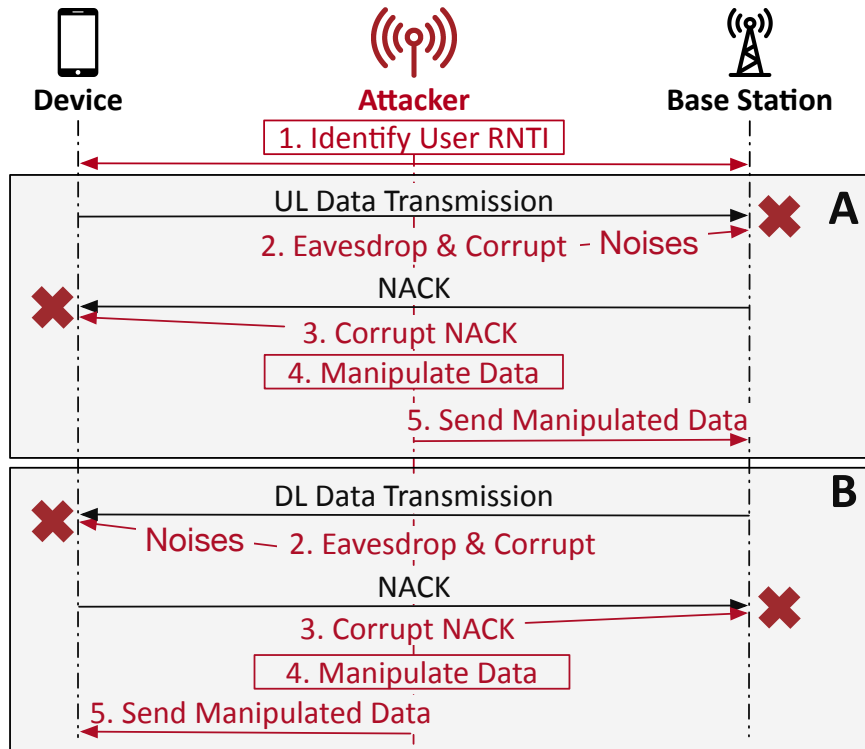 Device
Attacker
Base Station
1. Identify User RNTI
A
UL Data Transmission
2. Eavesdrop & Corrupt - Noises
NACK
3. Corrupt NACK
4. Manipulate Data
5. Send Manipulated Data
B
DL Data Transmission
Noises - 2. Eavesdrop & Corrupt
NACK
3. Corrupt NACK
4. Manipulate Data
5. Send Manipulated Data